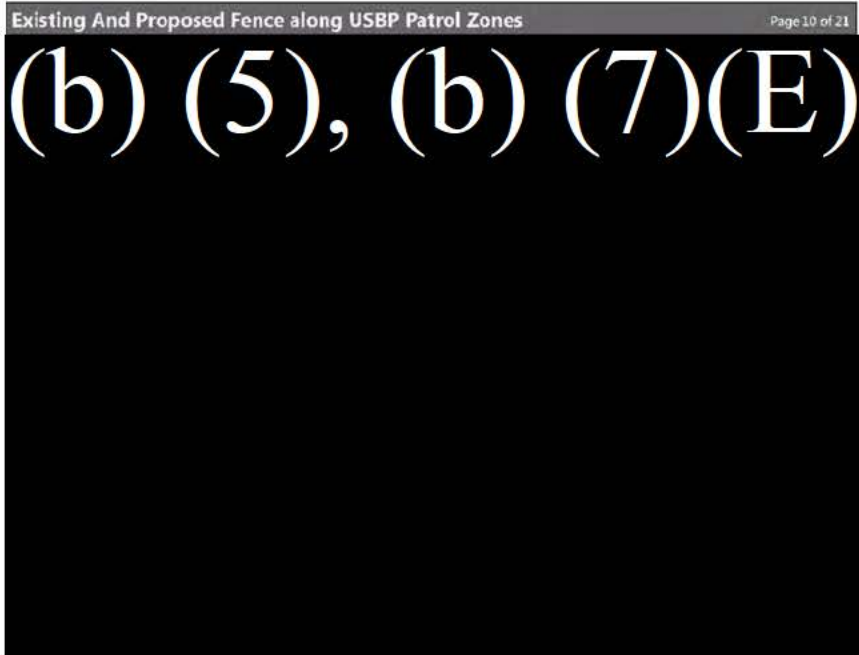 Existing And Proposed Fence along USBP Patrol Zones Page 10 of 21
(b) (5), (b) (7)(E)